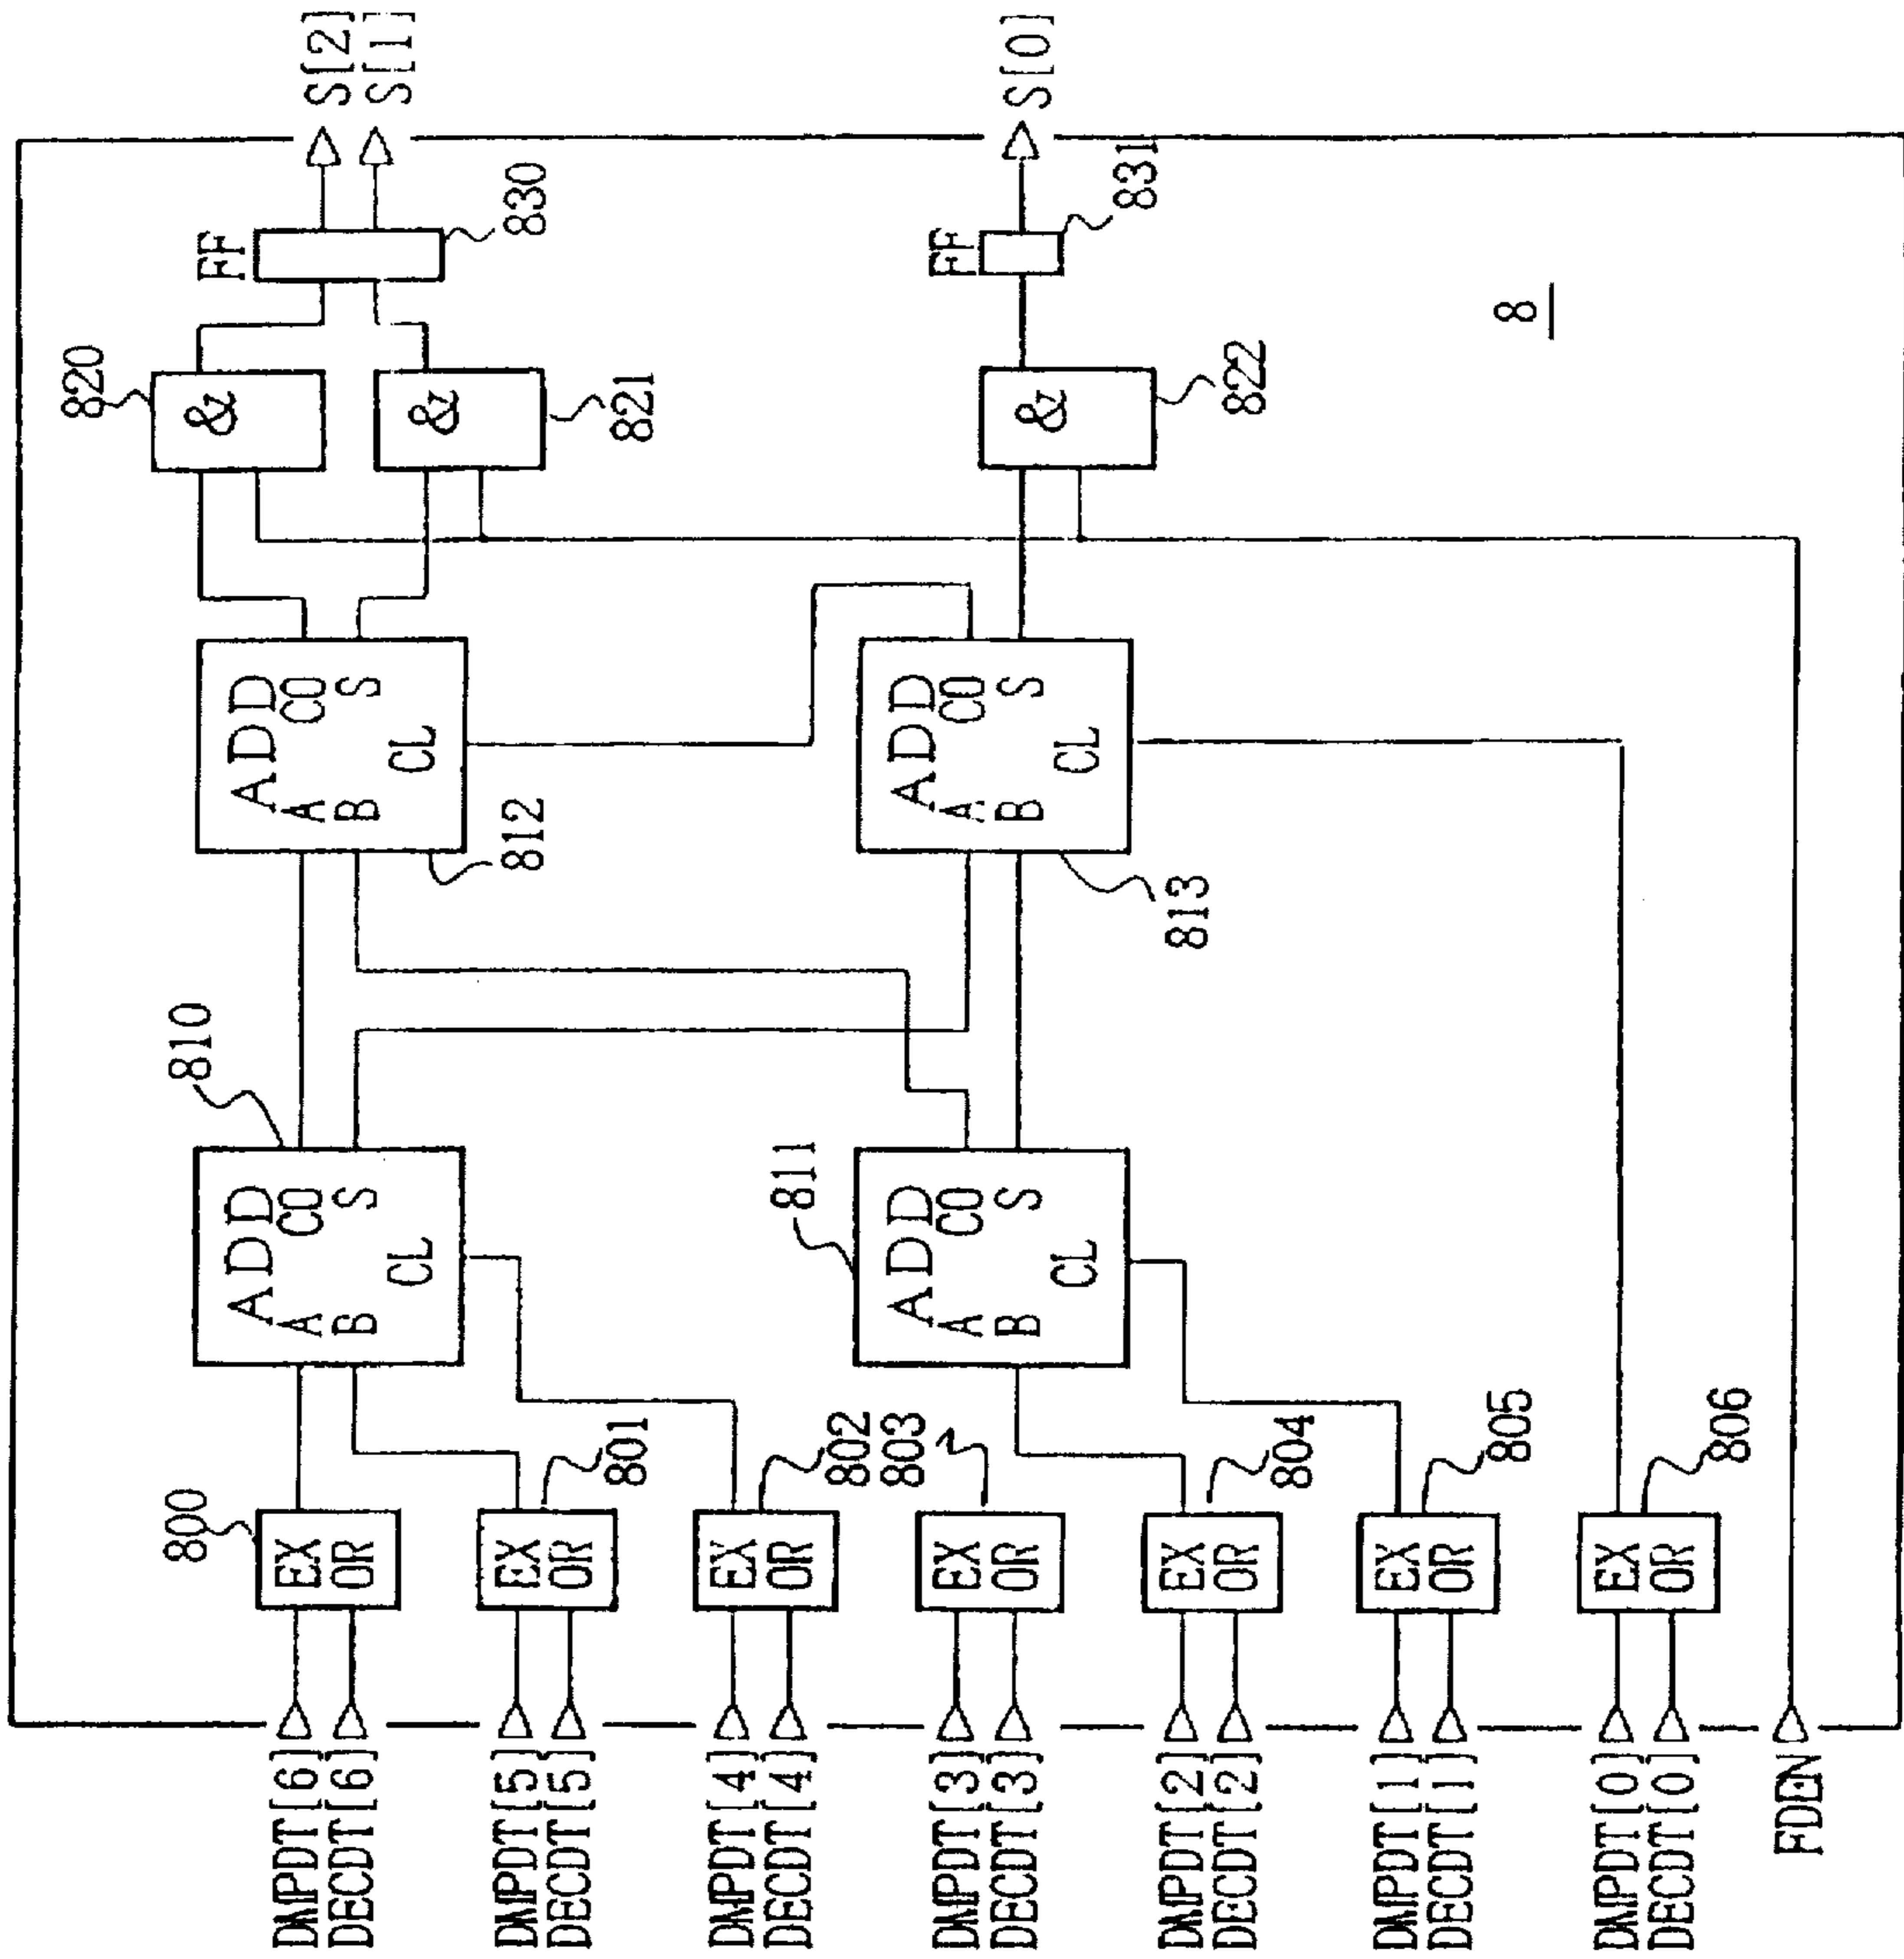 DMPDT[6]
DECDT[6]
DMPDT[5]
DECDT[5]
DMPDT[4]
DECDT[4]
DMPDT[3]
DECDT[3]
DMPDT[2]
DECDT[2]
DMPDT[1]
DECDT[1]
DMPDT[0]
DECDT[0]
FDEN
800
EX
OR
801
EX
OR
802
EX
OR
803
EX
OR
804
EX
OR
805
EX
OR
806
EX
OR
810
ADD
A CO
B S
CL
811
ADD
A CO
B S
CL
812
ADD
A CO
B S
CL
813
ADD
A CO
B S
CL
820
&
821
&
822
&
FF
830
FF
831
S[2]
S[1]
S[0]
8